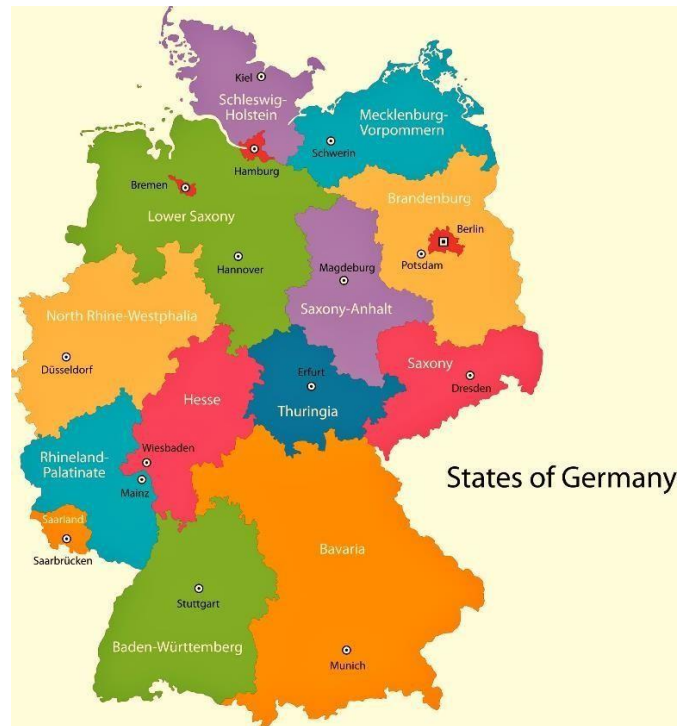 Kiel
Schleswig-
Holstein
Mecklenburg-
Vorpommern
Schwerin
Hamburg
Bremen
Lower Saxony
Brandenburg
Berlin
Potsdam
Hannover
Magdeburg
Saxony-Anhalt
North Rhine-Westphalia
Düsseldorf
Hesse
Erfurt
Thuringia
Saxony
Dresden
Rhineland-
Palatinate
Wiesbaden
Mainz
States of Germany
Saarland
Saarbrücken
Bavaria
Stuttgart
Baden-Württemberg
Munich